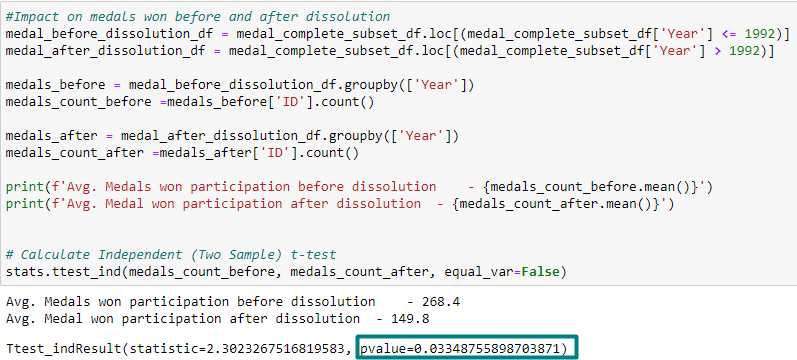 #Impact on medals won before and after dissolution
medal_before_dissolution_df = medal_complete_subset_df.loc[(medal_complete_subset_df['Year'] <= 1992)]
medal_after_dissolution_df = medal_complete_subset_df.loc[(medal_complete_subset_df['Year'] > 1992)]
medals_before = medal_before_dissolution_df.groupby(['Year'])
medals_count_before =medals_before['ID'].count()
medals_after = medal_after_dissolution_df.groupby(['Year'])
medals_count_after =medals_after['ID'].count()
print(f'Avg. Medals won participation before dissolution    - {medals_count_before.mean()}')
print(f'Avg. Medal won participation after dissolution  - {medals_count_after.mean()}')
# Calculate Independent (Two Sample) t-test
stats.ttest_ind(medals_count_before, medals_count_after, equal_var=False)
Avg. Medals won participation before dissolution    - 268.4
Avg. Medal won participation after dissolution  - 149.8
Ttest_indResult(statistic=2.3023267516819583, pvalue=0.03348755898703871)